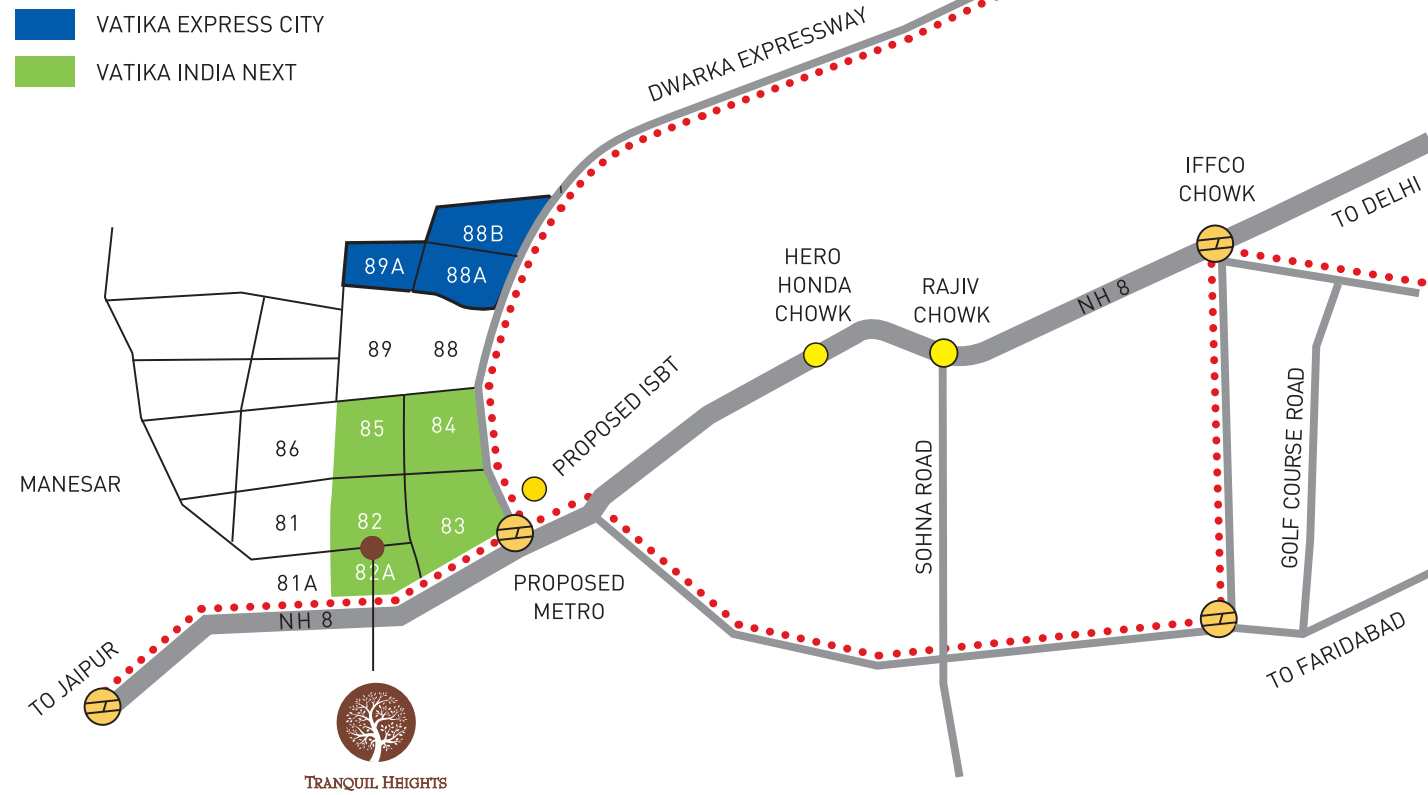 VATIKA EXPRESS CITY
VATIKA INDIA NEXT
DWARKA EXPRESSWAY
IFFCO
CHOWK
TO DELHI
88B
89A
88A
HERO
HONDA
CHOWK
RAJIV
CHOWK
NH 8
89
88
PROPOSED ISBT
85
84
86
GOLF COURSE ROAD
MANESAR
SOHNA ROAD
81
82
83
82A
81A
PROPOSED
METRO
NH 8
TO JAIPUR
TO FARIDABAD
TRANQUIL HEIGHTS